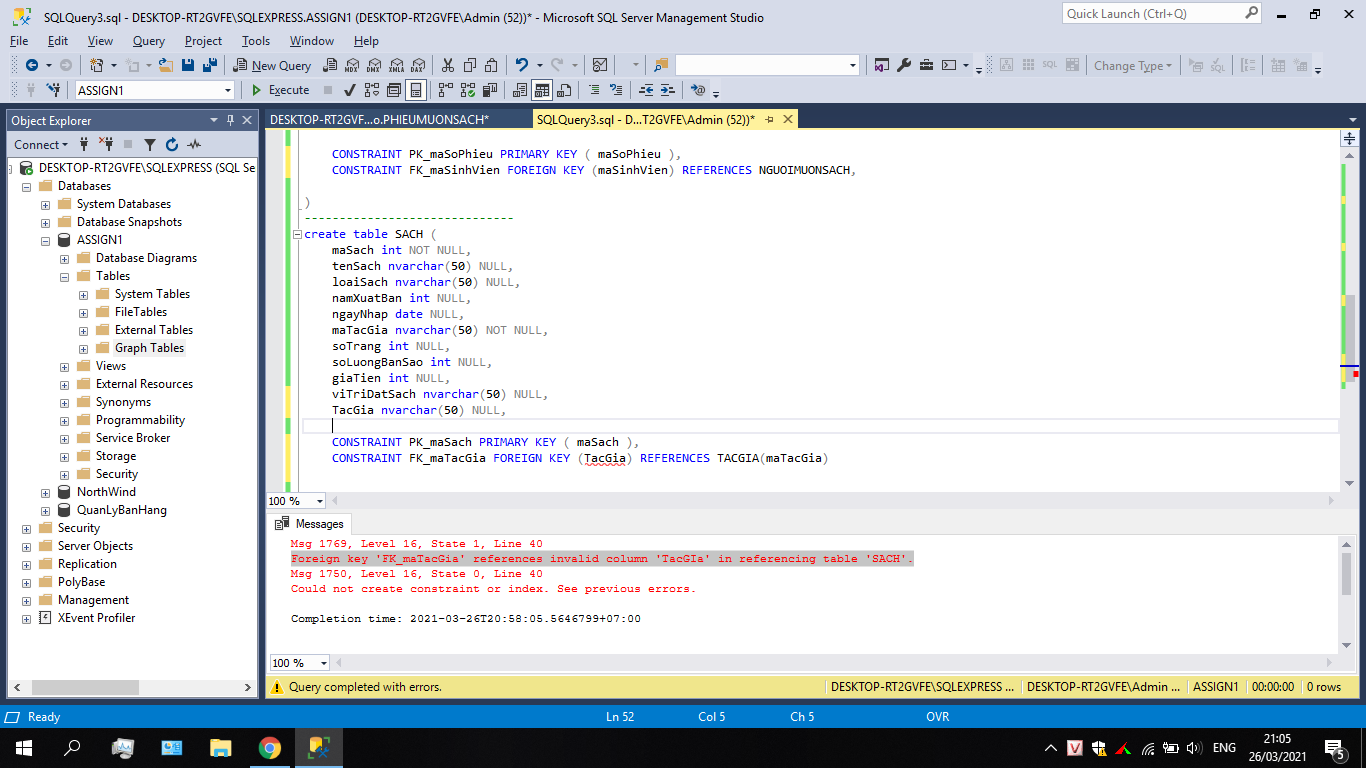 SQLQuery3.sql - DESKTOP-RT2GVFE\SQLEXPRESS.ASSIGN1 (DESKTOP-RT2GVFE\Admin (52))* - Microsoft SQL Server Management Studio
Quick Launch (Ctrl+Q)
File Edit View Query Project Tools Window Help
New Query MDX DMX XMLA DAX SQL Change Type SQL
ASSIGN1 Execute
Object Explorer
DESKTOP-RT2GVF...o.PHIEUMUONSACH*
SQLQuery3.sql - D...T2GVFE\Admin (52))*
Connect
DESKTOP-RT2GVFE\SQLEXPRESS (SQL Se
Databases
System Databases
Database Snapshots
ASSIGN1
Database Diagrams
Tables
System Tables
FileTables
External Tables
Graph Tables
Views
External Resources
Synonyms
Programmability
Service Broker
Storage
Security
NorthWind
QuanLyBanHang
Security
Server Objects
Replication
PolyBase
Management
XEvent Profiler
CONSTRAINT PK_maSoPhieu PRIMARY KEY ( maSoPhieu ),
CONSTRAINT FK_maSinhVien FOREIGN KEY (maSinhVien) REFERENCES NGUOIMUONSACH,
)
------------------------------
create table SACH (
maSach int NOT NULL,
tenSach nvarchar(50) NULL,
loaiSach nvarchar(50) NULL,
namXuatBan int NULL,
ngayNhap date NULL,
maTacGia nvarchar(50) NOT NULL,
soTrang int NULL,
soLuongBanSao int NULL,
giaTien int NULL,
viTriDatSach nvarchar(50) NULL,
TacGia nvarchar(50) NULL,
CONSTRAINT PK_maSach PRIMARY KEY ( maSach ),
CONSTRAINT FK_maTacGia FOREIGN KEY (TacGia) REFERENCES TACGIA(maTacGia)
100 %
Messages
Msg 1769, Level 16, State 1, Line 40
Foreign key 'FK_maTacGia' references invalid column 'TacGIa' in referencing table 'SACH'.
Msg 1750, Level 16, State 0, Line 40
Could not create constraint or index. See previous errors.
Completion time: 2021-03-26T20:58:05.5646799+07:00
100 %
Query completed with errors.
DESKTOP-RT2GVFE\SQLEXPRESS ...
DESKTOP-RT2GVFE\Admin ...
ASSIGN1
00:00:00
0 rows
Ready Ln 52 Col 5 Ch 5 OVR
V ENG
21:05
26/03/2021
5